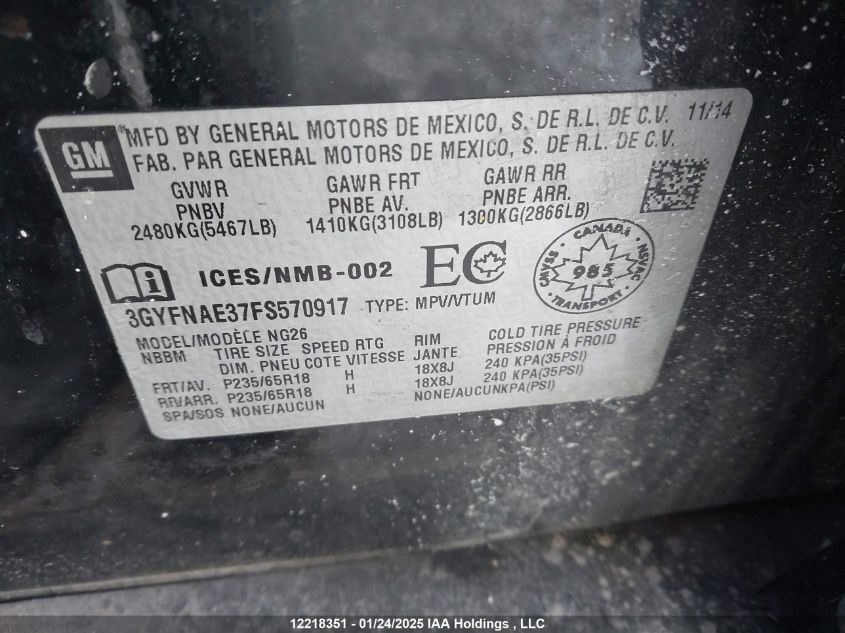 GM
®MFD BY GENERAL MOTORS DE MEXICO, S. DE R.L. DE C.V. 11/14
FAB. PAR GENERAL MOTORS DE MEXICO, S. DE R.L. DE C.V.
GVWR GAWR FRT GAWR RR
PNBV PNBE AV. PNBE ARR.
2480KG(5467LB) 1410KG(3108LB) 1300KG(2866LB)
i ICES/NMB-002 EC
CANADA
CMVSS 985 NSVAC
TRANSPORT
3GYFNAE37FS570917 TYPE: MPV/VTUM
MODEL/MODÈLE NG26
NBBM TIRE SIZE SPEED RTG RIM COLD TIRE PRESSURE
DIM. PNEU COTE VITESSE JANTE PRESSION À FROID
FRT/AV. P235/65R18 H 18X8J 240 KPA(35PSI)
RR/ARR. P235/65R18 H 18X8J 240 KPA(35PSI)
SPA/SOS NONE/AUCUN NONE/AUCUNKPA(PSI)
12218351 - 01/24/2025 IAA Holdings , LLC